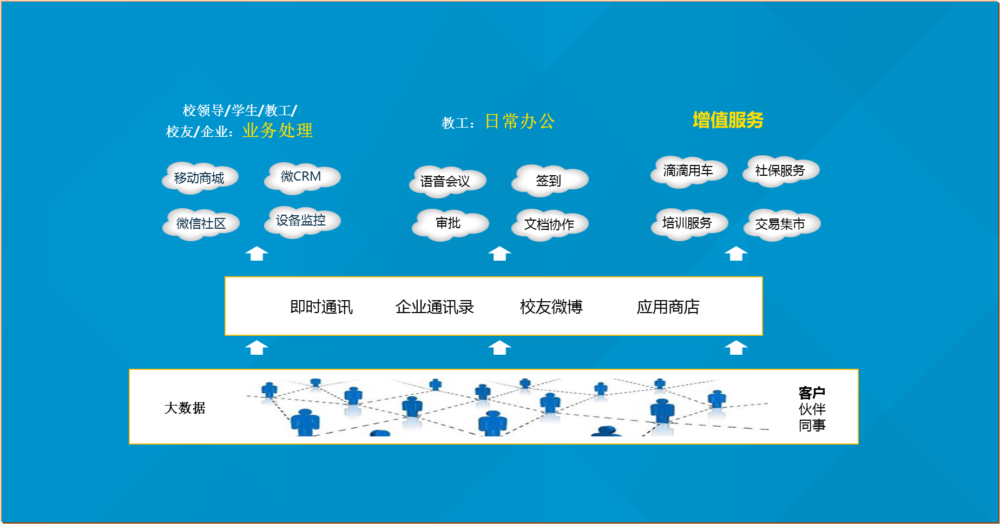 校领导/学生/教工/
校友/企业：业务处理
教工：日常办公
增值服务
移动商城
微CRM
微信社区
设备监控
语音会议
签到
审批
文档协作
滴滴用车
社保服务
培训服务
交易集市
即时通讯
企业通讯录
校友微博
应用商店
大数据
客户
伙伴
同事